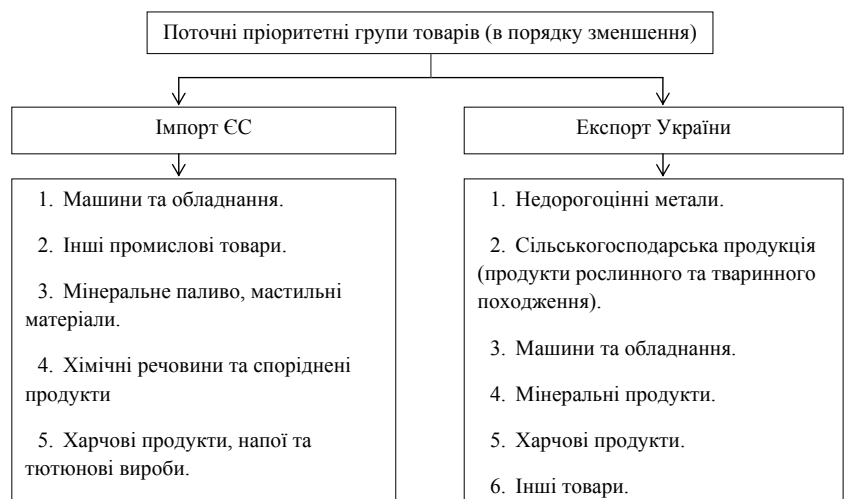 Поточні пріоритетні групи товарів (в порядку зменшення)
Імпорт ЄС
1. Машини та обладнання.
2. Інші промислові товари.
3. Мінеральне паливо, мастильні
матеріали.
4. Хімічні речовини та споріднені
продукти
5. Харчові продукти, напої та
тютюнові вироби.
Експорт України
1. Недорогоцінні метали.
2. Сільськогосподарська продукція
(продукти рослинного та тваринного
походження).
3. Машини та обладнання.
4. Мінеральні продукти.
5. Харчові продукти.
6. Інші товари.